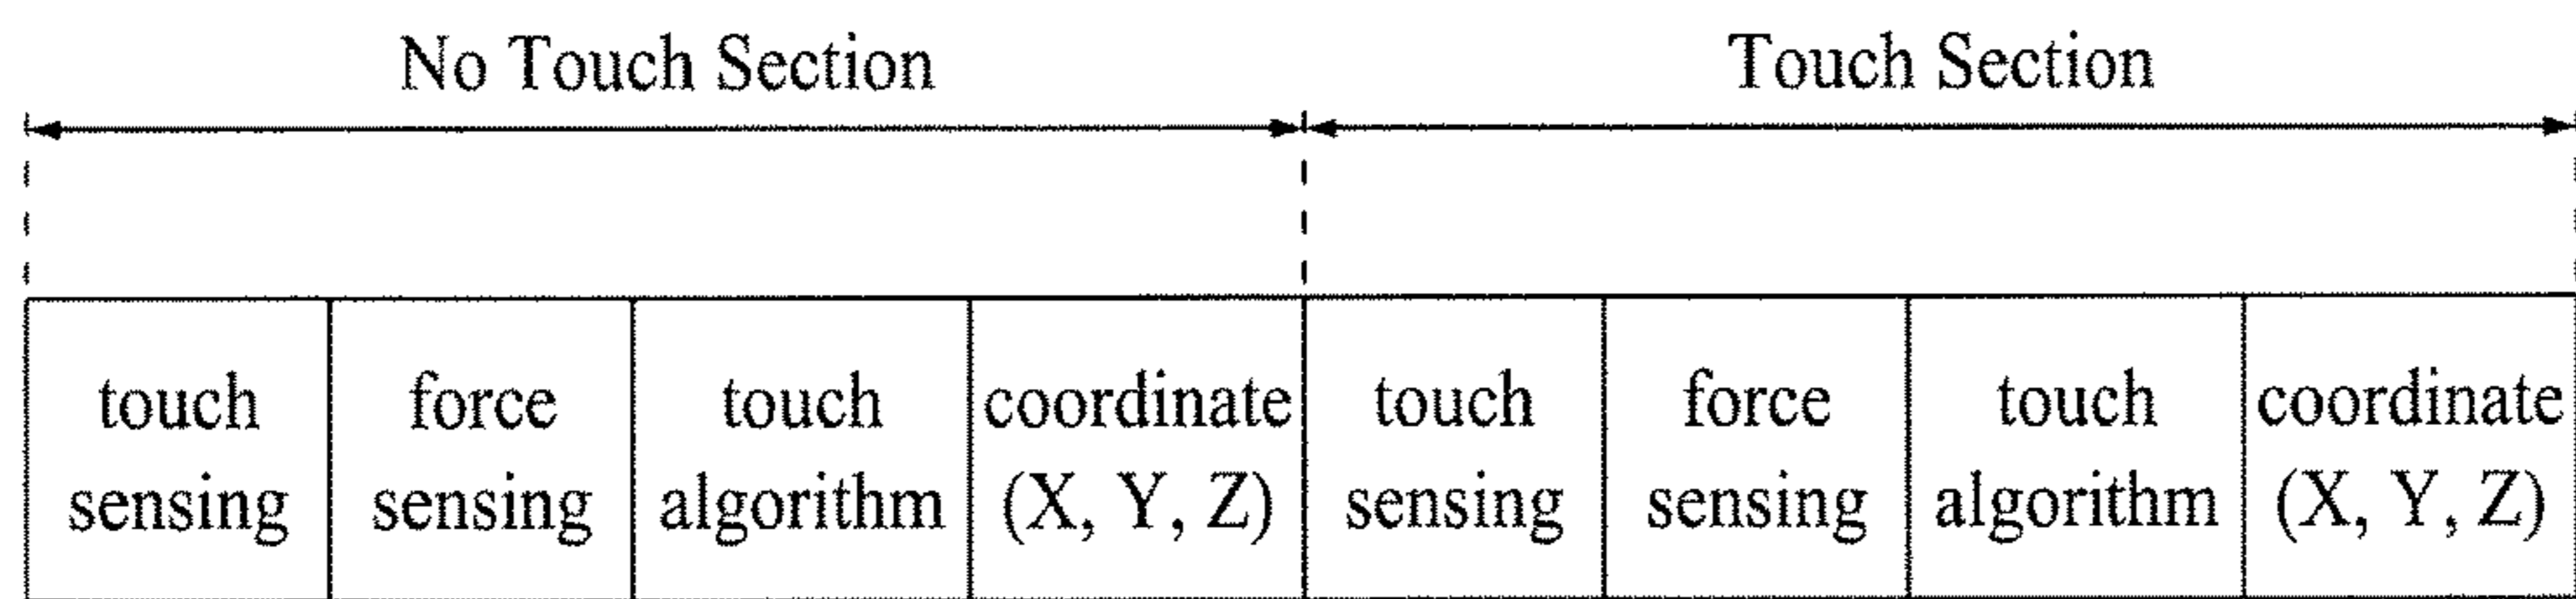 No Touch Section
Touch Section
touch sensing
force sensing
touch algorithm
coordinate (X, Y, Z)
touch sensing
force sensing
touch algorithm
coordinate (X, Y, Z)